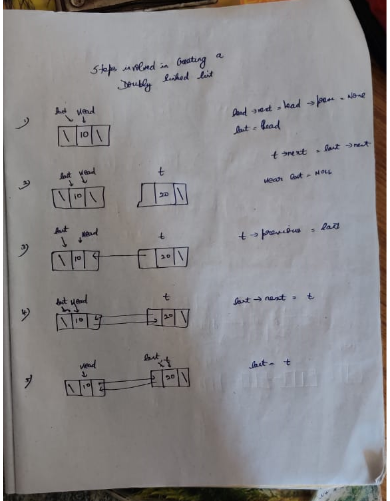 Steps involved in Creating a
Doubly linked list
1)
last head
\ 10 \
head → next = head → prev = NONE
last = head
t → next = last → next
2)
last head
\ 10 \
t
20 \
last = NONE
3)
last head
\ 10
t
20 \
t → previous = last
4)
last head
\ 10
t
20 \
last → next = t
5)
head
\ 10
last t
20 \
last = t